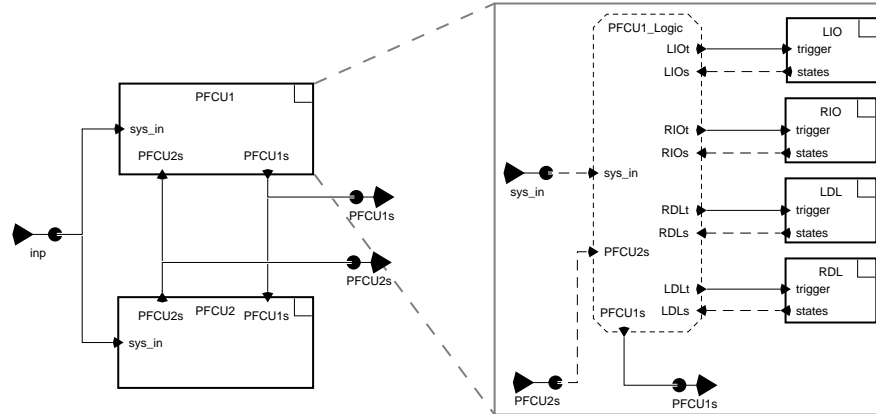 PFCU1
sys_in
PFCU2s PFCU1s
PFCU1s
inp
PFCU2s
PFCU2s PFCU2 PFCU1s
sys_in
PFCU1_Logic
LIOt
LIOs
RIOt
RIOs
sys_in
sys_in
RDLt
RDLs
PFCU2s
LDLt
LDLs
PFCU1s
PFCU2s
PFCU1s
LIO
trigger
states
RIO
trigger
states
LDL
trigger
states
RDL
trigger
states